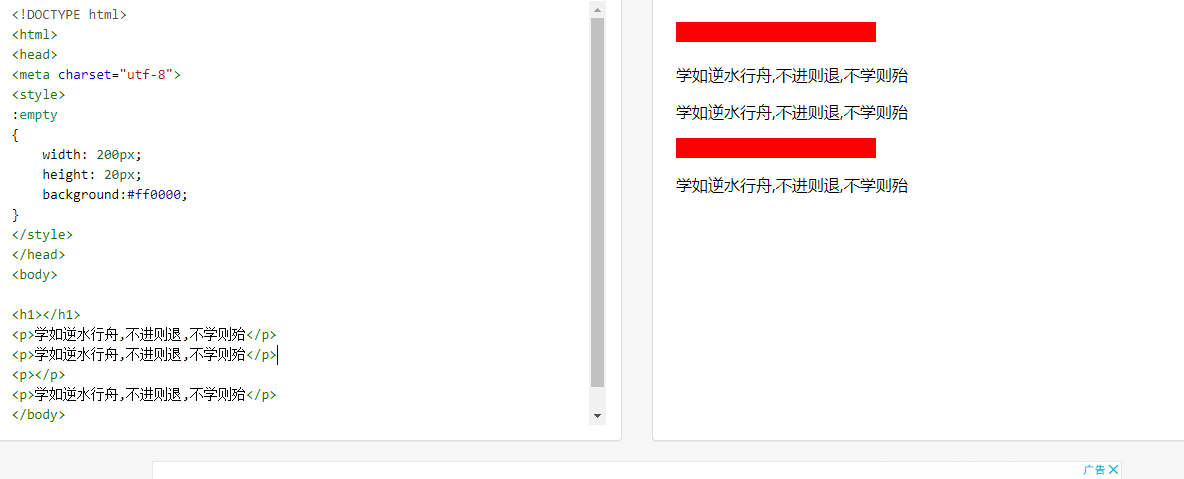 <!DOCTYPE html>
<html>
<head>
<meta charset="utf-8">
<style>
:empty
{
    width: 200px;
    height: 20px;
    background:#ff0000;
}
</style>
</head>
<body>

<h1></h1>
<p>学如逆水行舟,不进则退,不学则殆</p>
<p>学如逆水行舟,不进则退,不学则殆</p>
<p></p>
<p>学如逆水行舟,不进则退,不学则殆</p>
</body>
学如逆水行舟,不进则退,不学则殆
学如逆水行舟,不进则退,不学则殆
学如逆水行舟,不进则退,不学则殆
广告